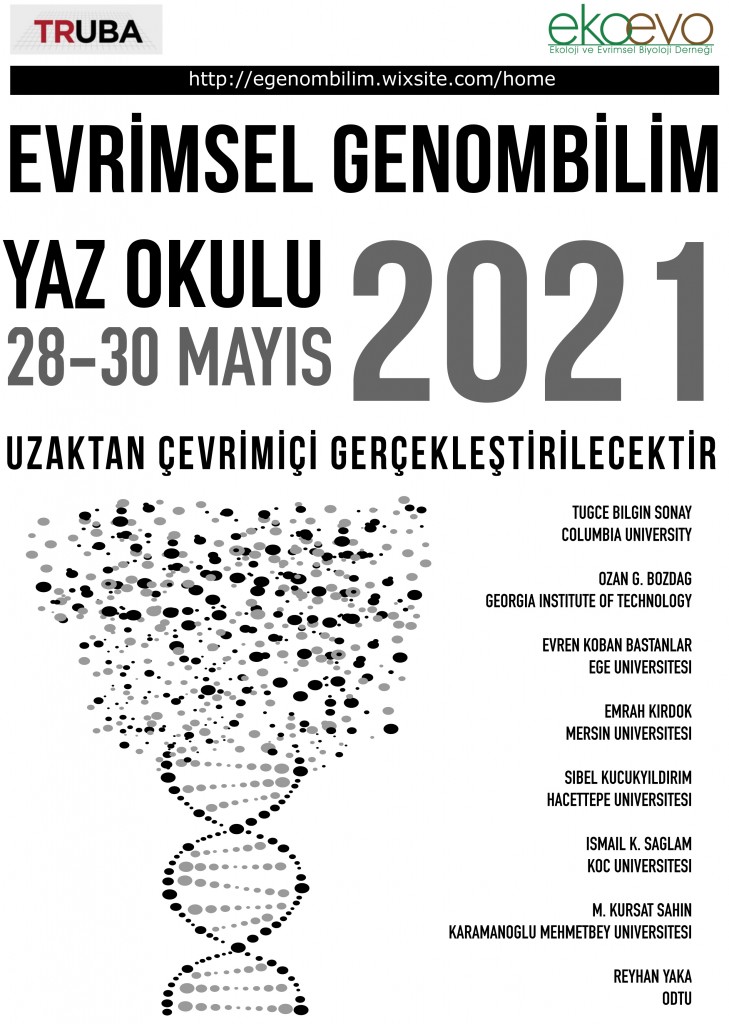 TRUBA
ekoevo
Ekoloji ve Evrimsel Biyoloji Derneği
http://egenombilim.wixsite.com/home
EVRİMSEL GENOMBİLİM
YAZ OKULU
2021
28-30 MAYIS
UZAKTAN ÇEVRİMİÇİ GERÇEKLEŞTİRİLECEKTİR
TUGCE BILGIN SONAY
COLUMBIA UNIVERSITY
OZAN G. BOZDAG
GEORGIA INSTITUTE OF TECHNOLOGY
EVREN KOBAN BASTANLAR
EGE UNIVERSITESI
EMRAH KIRDOK
MERSIN UNIVERSITESI
SIBEL KUCUKYILDIRIM
HACETTEPE UNIVERSITESI
ISMAIL K. SAGLAM
KOC UNIVERSITESI
M. KURSAT SAHIN
KARAMANOGLU MEHMETBEY UNIVERSITESI
REYHAN YAKA
ODTU